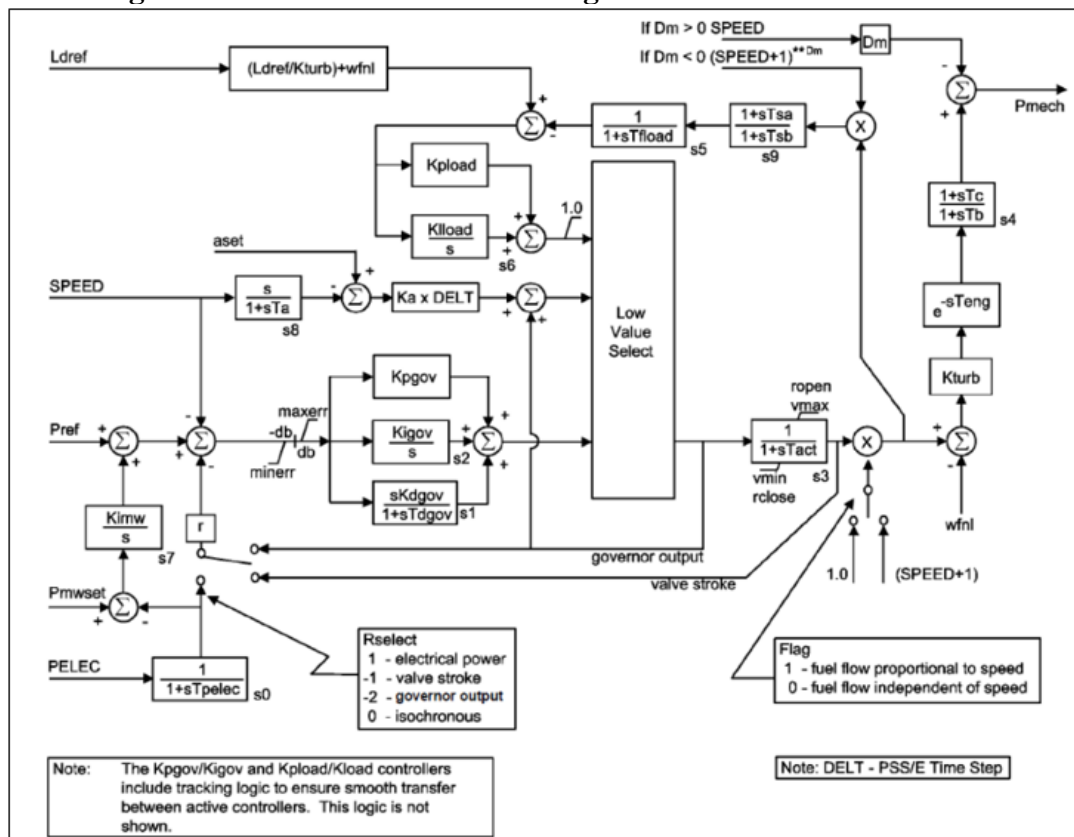 If Dm > 0 SPEED
Dm
Ldref
(Ldref/Kturb)+wfnl
If Dm < 0 (SPEED+1)**Dm
-
Σ
+
Pmech
+
Σ
-
1
1+sTfload
s5
1+sTsa
1+sTsb
s9
X
Kpload
KIload
s
s6
+
+
Σ
1.0
1+sTc
1+sTb
s4
aset
SPEED
s
1+sTa
s8
-
+
Σ
Ka x DELT
+
+
Σ
Low
Value
Select
e-sTeng
Kturb
Kpgov
Pref
+
+
Σ
-
+
-
Σ
-db
maxerr
db
minerr
Kigov
s
s2
+
+
+
Σ
sKdgov
1+sTdgov
s1
ropen
vmax
1
1+sTact
vmin
rclose
s3
X
+
-
Σ
wfnl
KImw
s
s7
r
governor output
valve stroke
1.0
(SPEED+1)
Pmwset
+
-
Σ
PELEC
1
1+sTpelec
s0
Rselect
1 - electrical power
-1 - valve stroke
-2 - governor output
0 - isochronous
Flag
1 - fuel flow proportional to speed
0 - fuel flow independent of speed
Note: The Kpgov/Kigov and Kpload/Kload controllers
include tracking logic to ensure smooth transfer
between active controllers. This logic is not
shown.
Note: DELT - PSS/E Time Step